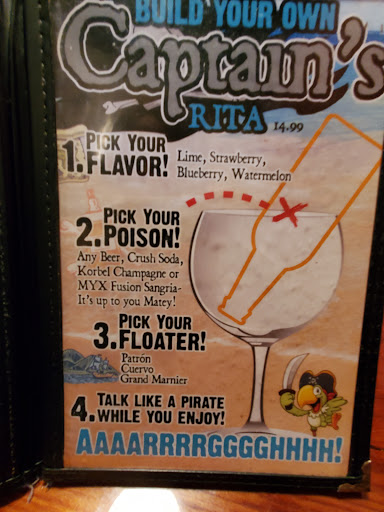 BUILD YOUR OWN
Captain's
RITA 14.99
1. PICK YOUR
FLAVOR!
Lime, Strawberry,
Blueberry, Watermelon
2. PICK YOUR
POISON!
Any Beer, Crush Soda,
Korbel Champagne or
MYX Fusion Sangria-
It's up to you Matey!
3. PICK YOUR
FLOATER!
Patrón
Cuervo
Grand Marnier
4. TALK LIKE A PIRATE
WHILE YOU ENJOY!
AAAARRRRGGGGHHHH!